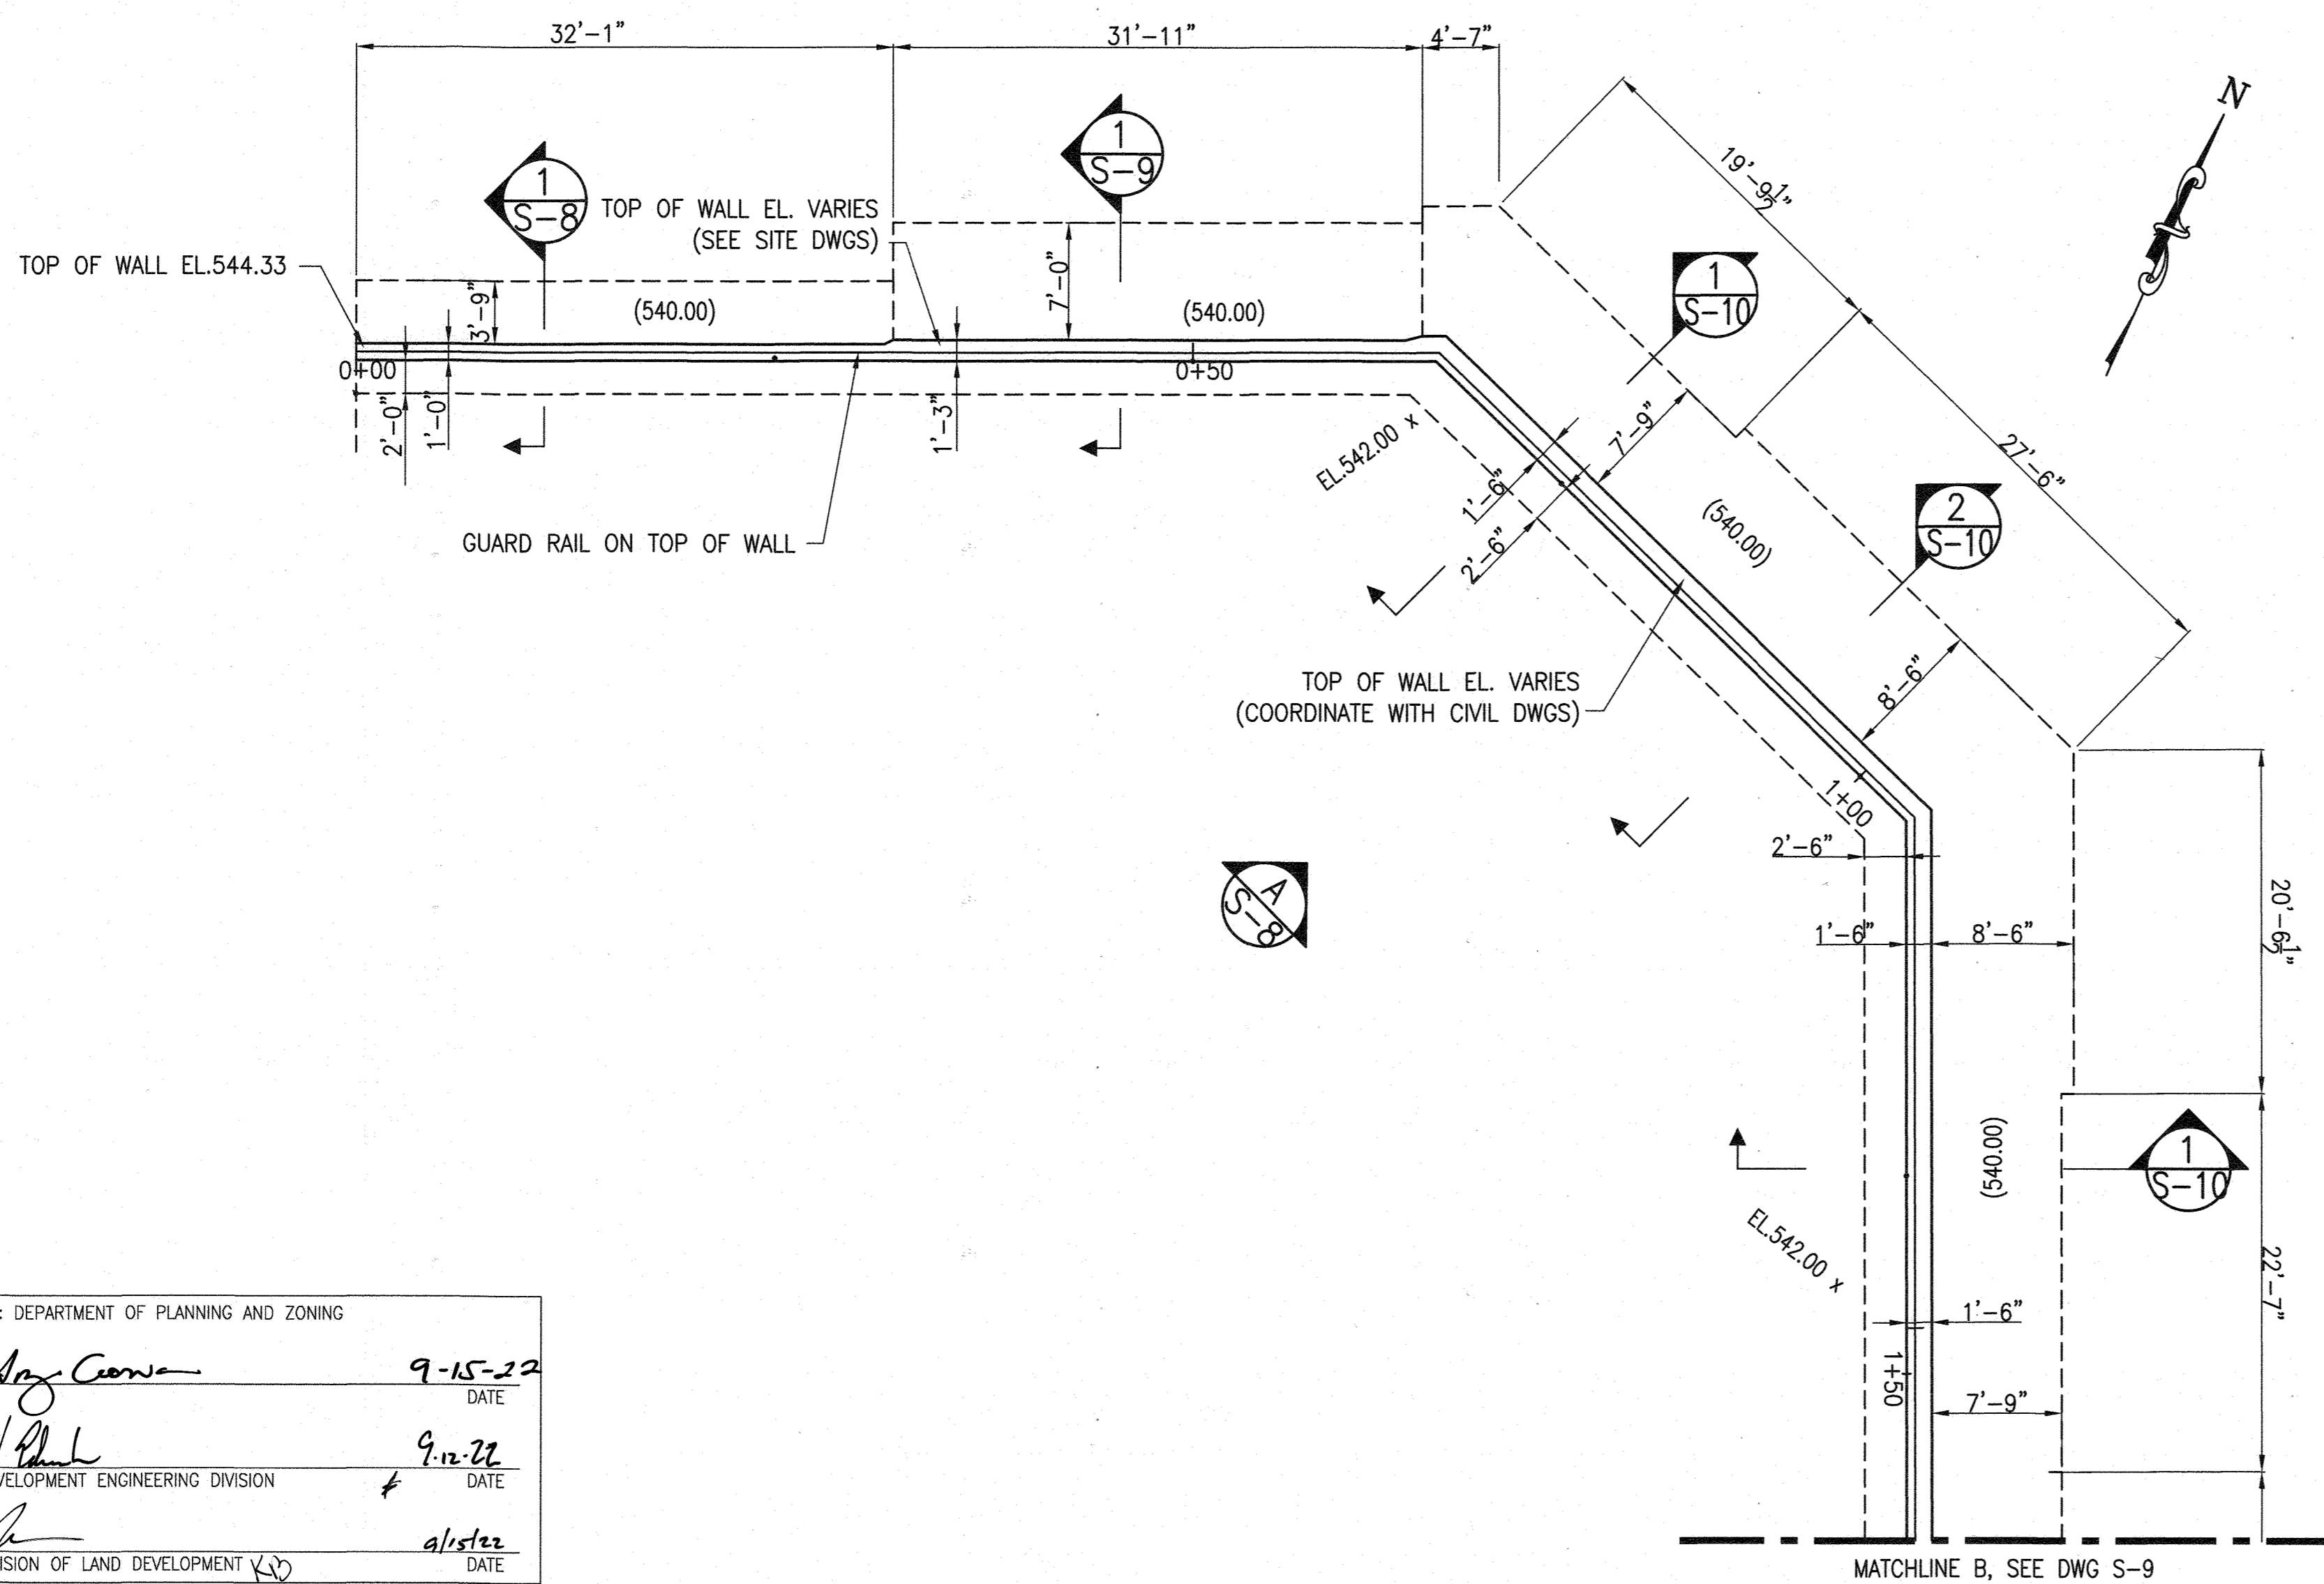 32'-1"
31'-11"
4'-7"
N
19'-9½"
1
S-8
1
S-9
TOP OF WALL EL. VARIES
(SEE SITE DWGS)
TOP OF WALL EL.544.33
3'-9"
(540.00)
7'-0"
(540.00)
1
S-10
0+00
0+50
2'-0"
1'-0"
1'-3"
EL.542.00 x
7'-9"
1'-6"
2'-6"
27'-6"
GUARD RAIL ON TOP OF WALL
(540.00)
2
S-10
TOP OF WALL EL. VARIES
(COORDINATE WITH CIVIL DWGS)
8'-6"
1+00
2'-6"
A
S-8
1'-6"
8'-6"
20'-6½"
(540.00)
1
S-10
EL.542.00 x
22'-7"
1'-6"
1+50
7'-9"
: DEPARTMENT OF PLANNING AND ZONING
9-15-22
DATE
9.12.22
VELOPMENT ENGINEERING DIVISION
DATE
9/15/22
ISION OF LAND DEVELOPMENT KB
DATE
MATCHLINE B, SEE DWG S-9